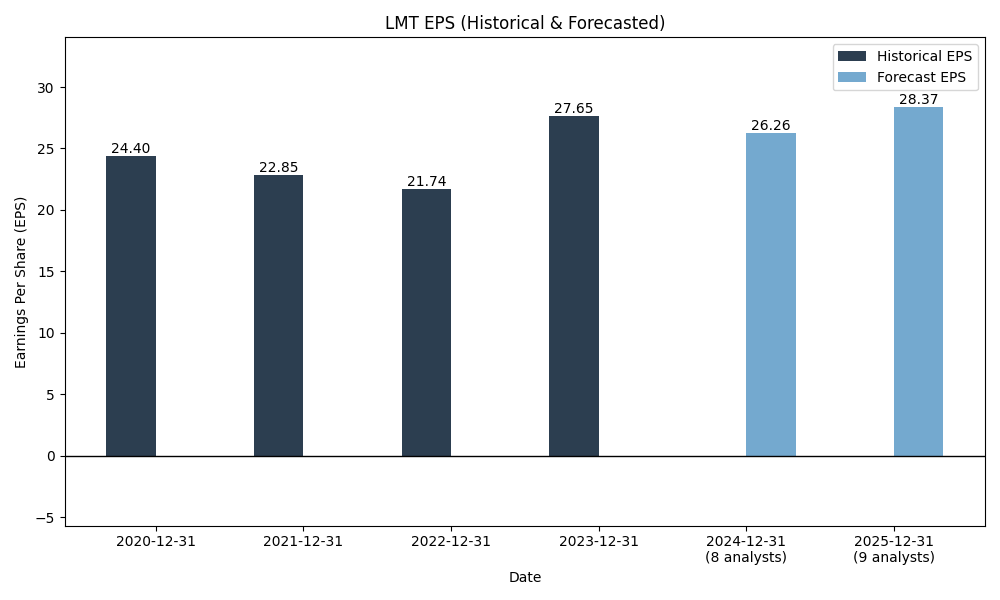 LMT EPS (Historical & Forecasted)
Historical EPS
Forecast EPS
Earnings Per Share (EPS)
30
25
20
15
10
5
0
−5
24.40
22.85
21.74
27.65
26.26
28.37
2020-12-31
2021-12-31
2022-12-31
2023-12-31
2024-12-31
(8 analysts)
2025-12-31
(9 analysts)
Date